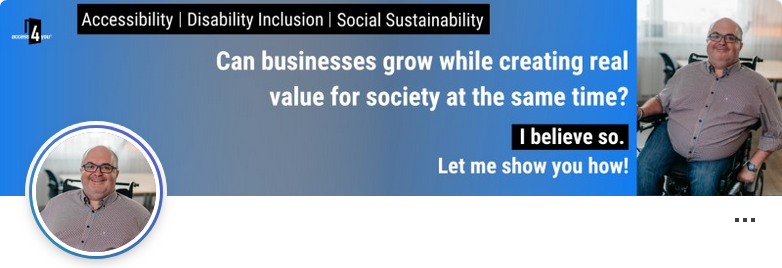 Accessibility | Disability Inclusion | Social Sustainability
access 4 you
Can businesses grow while creating real
value for society at the same time?
I believe so.
Let me show you how!